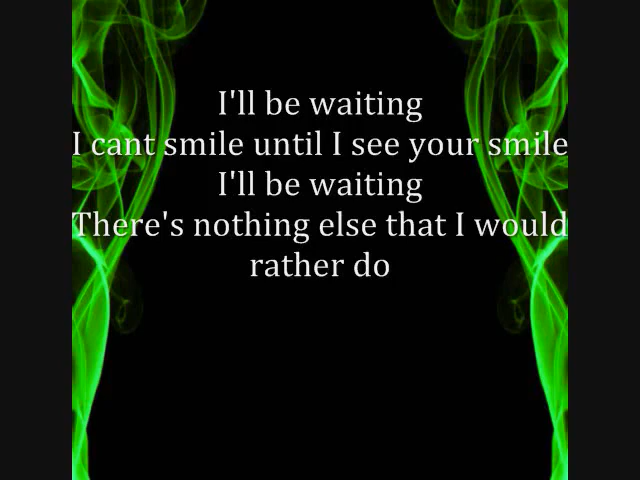 I'll be waiting
I cant smile until I see your smile
I'll be waiting
There's nothing else that I would
rather do